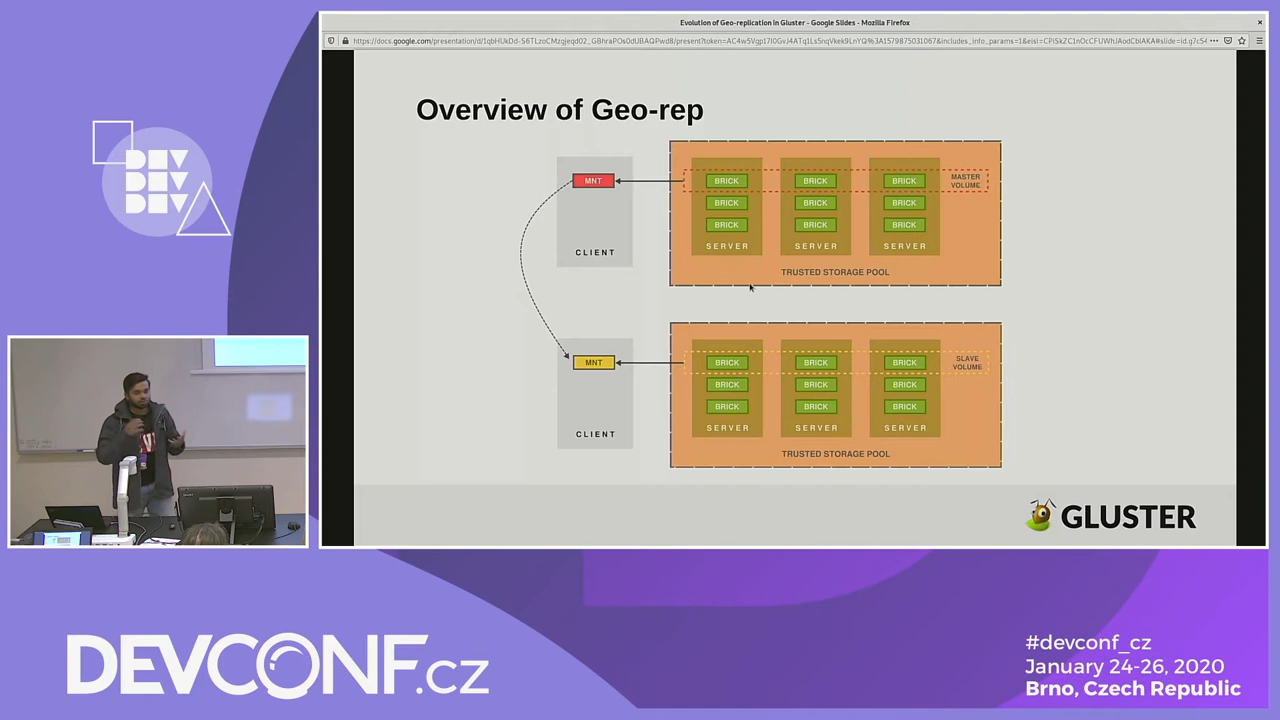 Evolution of Geo-replication in Gluster - Google Slides - Mozilla Firefox
DEV
DEV
Overview of Geo-rep
MNT
CLIENT
BRICK BRICK BRICK
BRICK BRICK BRICK
BRICK BRICK BRICK
SERVER SERVER SERVER
MASTER
VOLUME
TRUSTED STORAGE POOL
MNT
CLIENT
BRICK BRICK BRICK
BRICK BRICK BRICK
BRICK BRICK BRICK
SERVER SERVER SERVER
SLAVE
VOLUME
TRUSTED STORAGE POOL
GLUSTER
DEVCONF.cz
#devconf_cz
January 24-26, 2020
Brno, Czech Republic